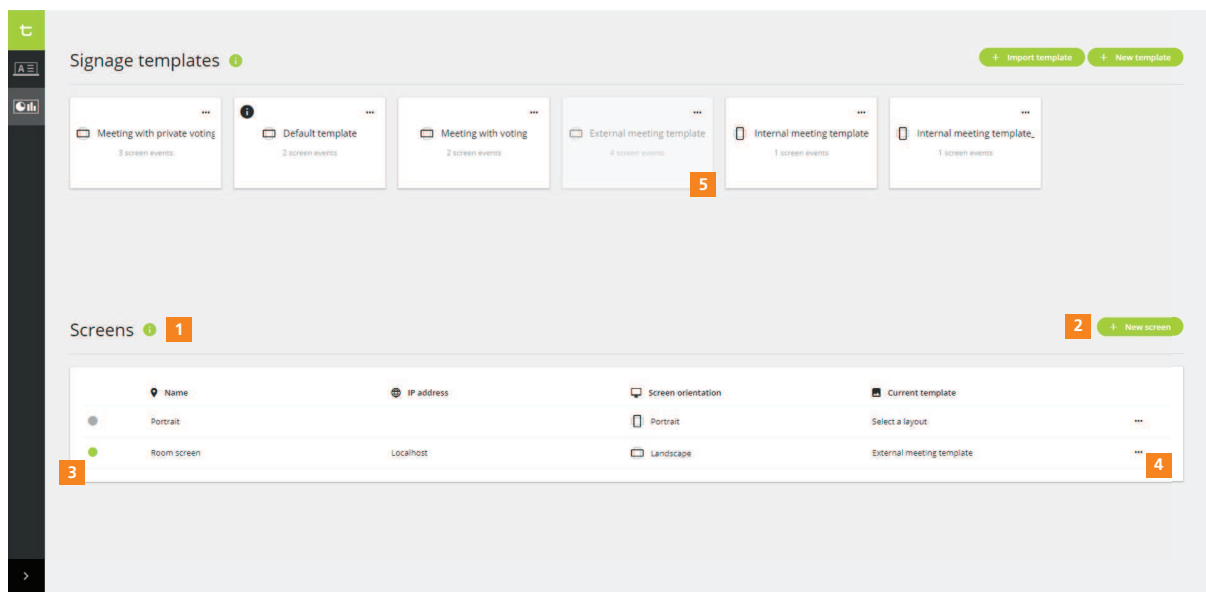 Signage templates
+ Import template
+ New template
Meeting with private voting
3 screen events
Default template
2 screen events
Meeting with voting
2 screen events
External meeting template
4 screen events
Internal meeting template
1 screen events
Internal meeting template_
1 screen events
5
Screens
1
2
+ New screen
Name
IP address
Screen orientation
Current template
Portrait
Portrait
Select a layout
Room screen
Localhost
Landscape
External meeting template
3
4